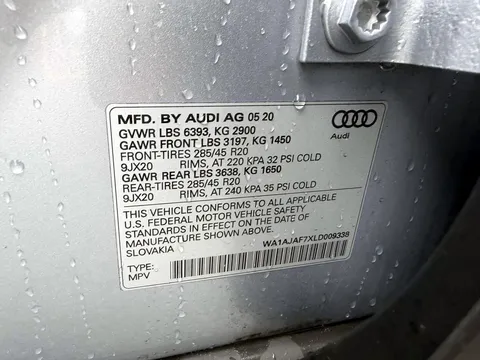 MFD. BY AUDI AG 05 20
GVWR LBS 6393, KG 2900
GAWR FRONT LBS 3197, KG 1450
FRONT-TIRES 285/45 R20
9JX20 RIMS, AT 220 KPA 32 PSI COLD
GAWR REAR LBS 3638, KG 1650
REAR-TIRES 285/45 R20
9JX20 RIMS, AT 240 KPA 35 PSI COLD
THIS VEHICLE CONFORMS TO ALL APPLICABLE
U.S. FEDERAL MOTOR VEHICLE SAFETY
STANDARDS IN EFFECT ON THE DATE OF
MANUFACTURE SHOWN ABOVE.
SLOVAKIA
WA1AJAF7XLD009338
TYPE:
MPV
Audi